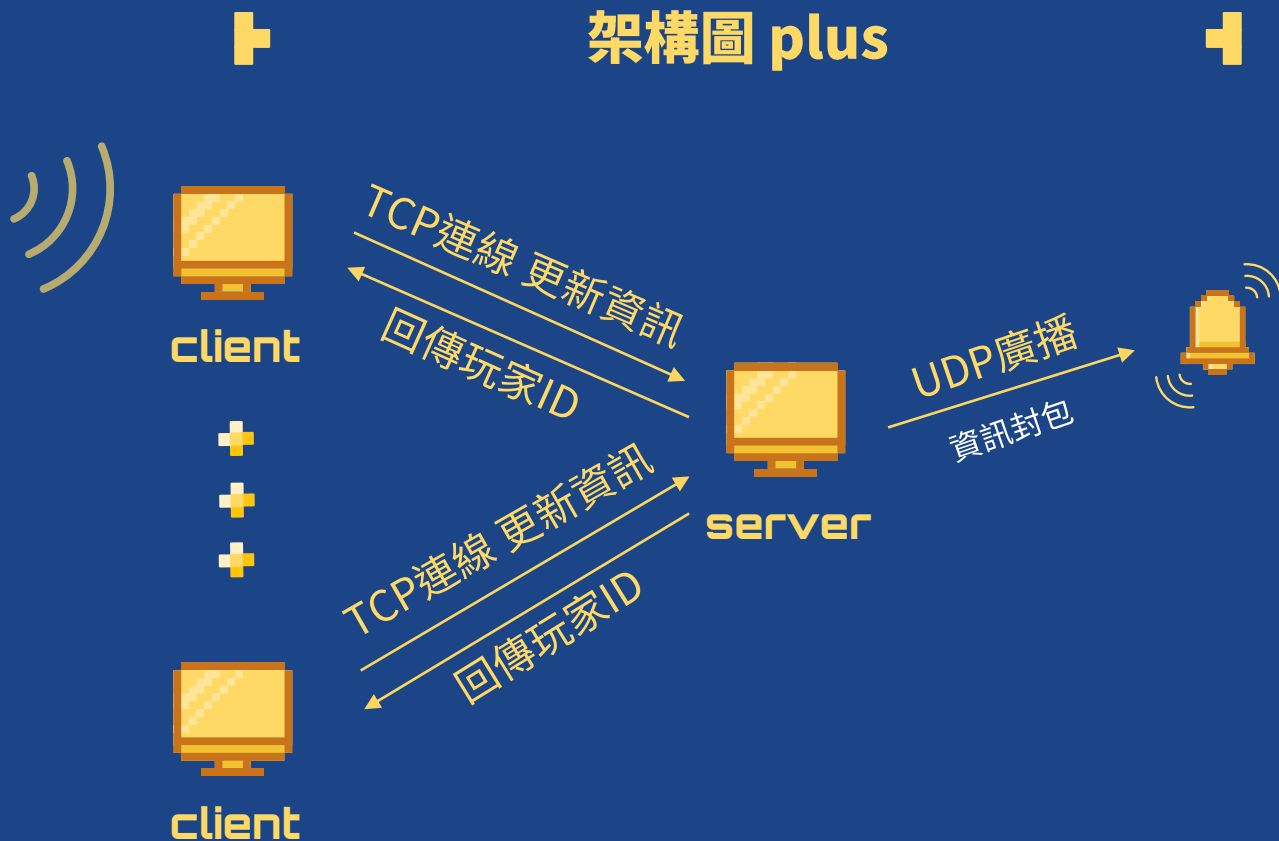 架構圖 plus
TCP連線 更新資訊
回傳玩家ID
client
UDP廣播
資訊封包
server
TCP連線 更新資訊
回傳玩家ID
client